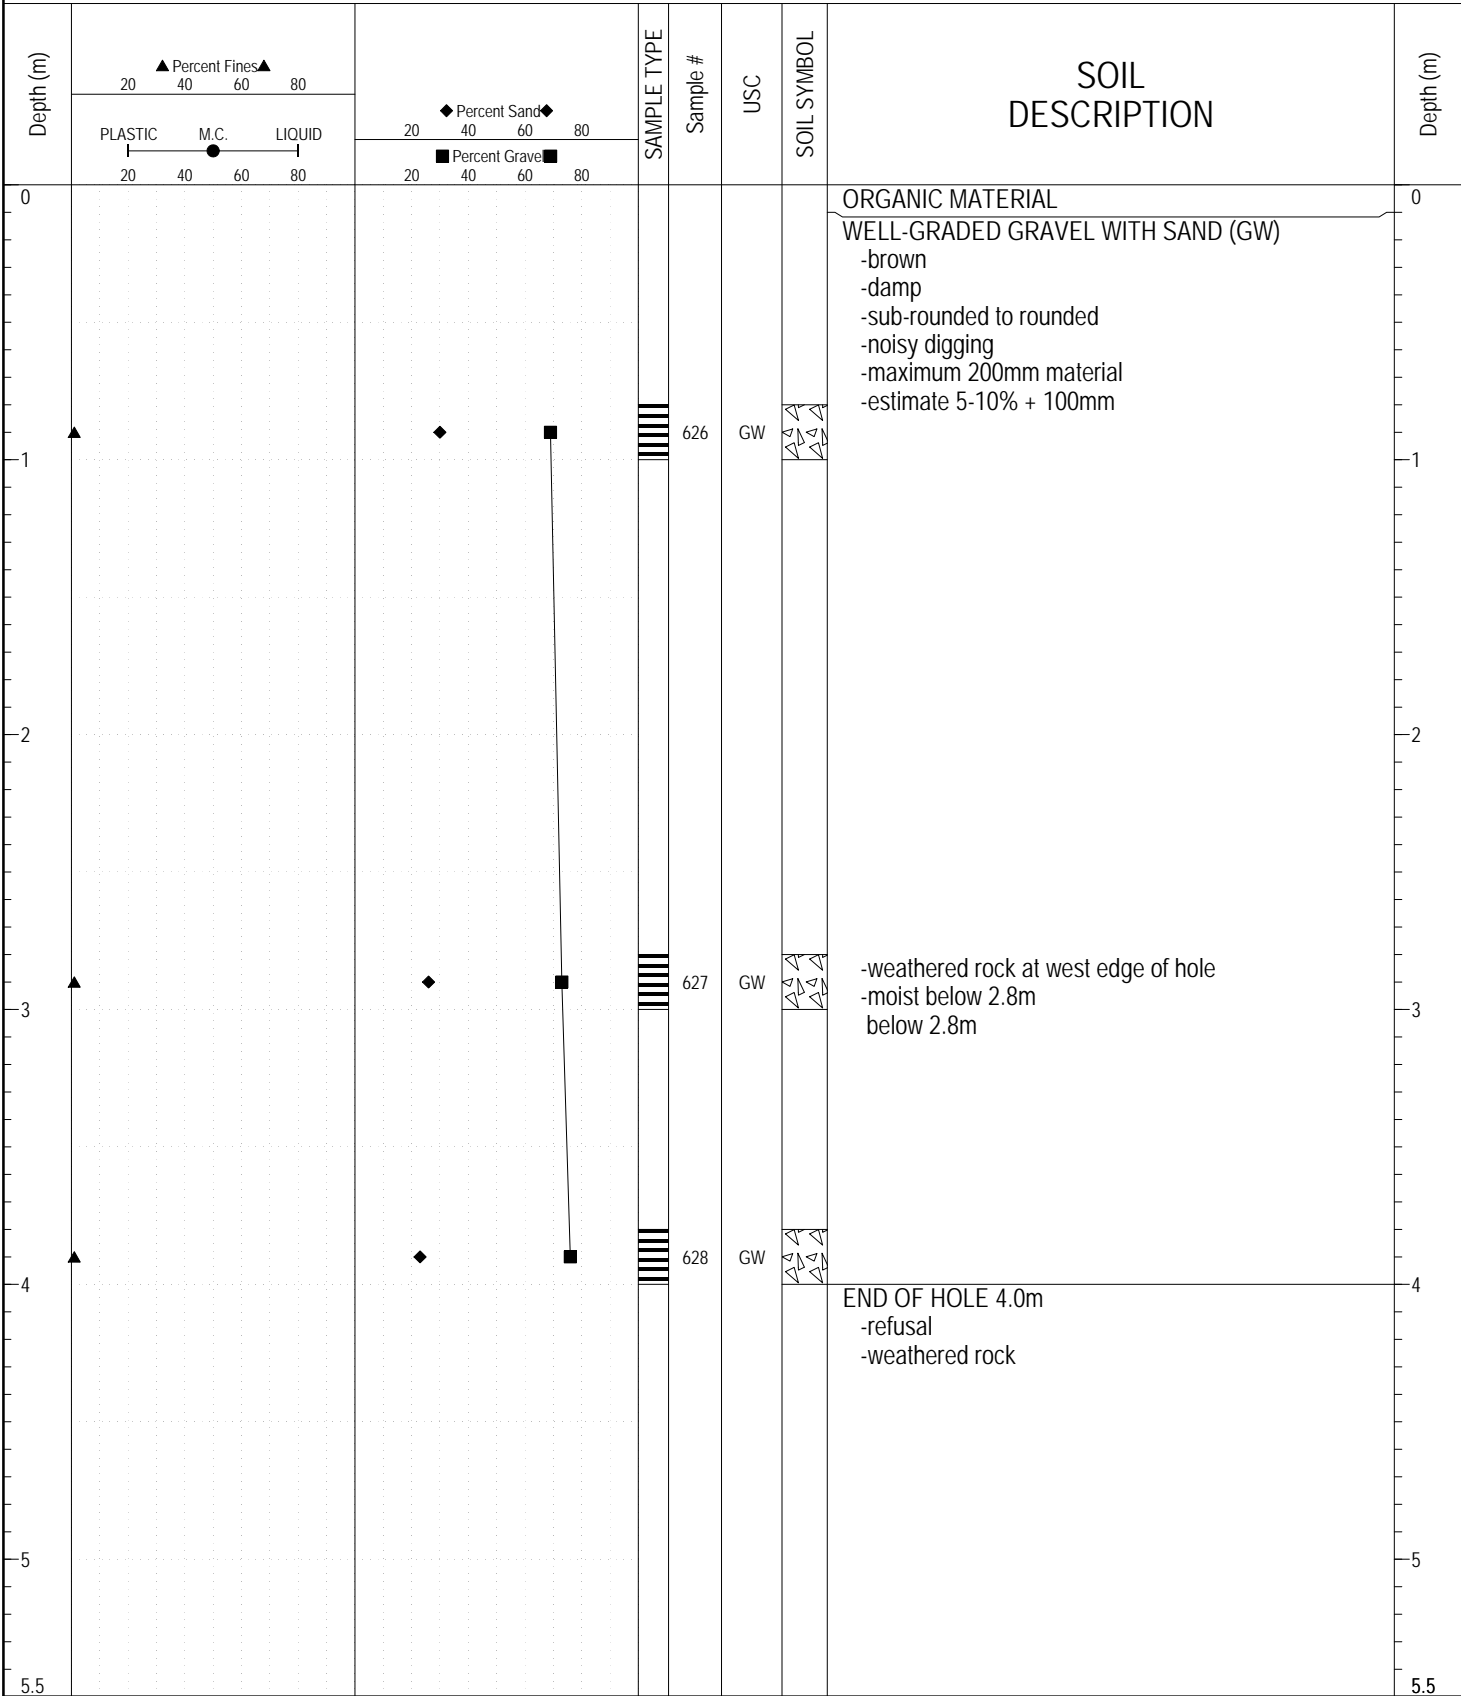 Depth (m)
▲ Percent Fines ▲
20 40 60 80
PLASTIC M.C. LIQUID
20 40 60 80
◆ Percent Sand ◆
20 40 60 80
■ Percent Gravel ■
20 40 60 80
SAMPLE TYPE
Sample #
USC
SOIL SYMBOL
SOIL
DESCRIPTION
Depth (m)
0 ORGANIC MATERIAL 0
WELL-GRADED GRAVEL WITH SAND (GW)
-brown
-damp
-sub-rounded to rounded
-noisy digging
-maximum 200mm material
-estimate 5-10% + 100mm
626 GW
1 1
2 2
-weathered rock at west edge of hole
627 GW
-moist below 2.8m
3 3
below 2.8m
628 GW
4 4
END OF HOLE 4.0m
-refusal
-weathered rock
5 5
5.5 5.5